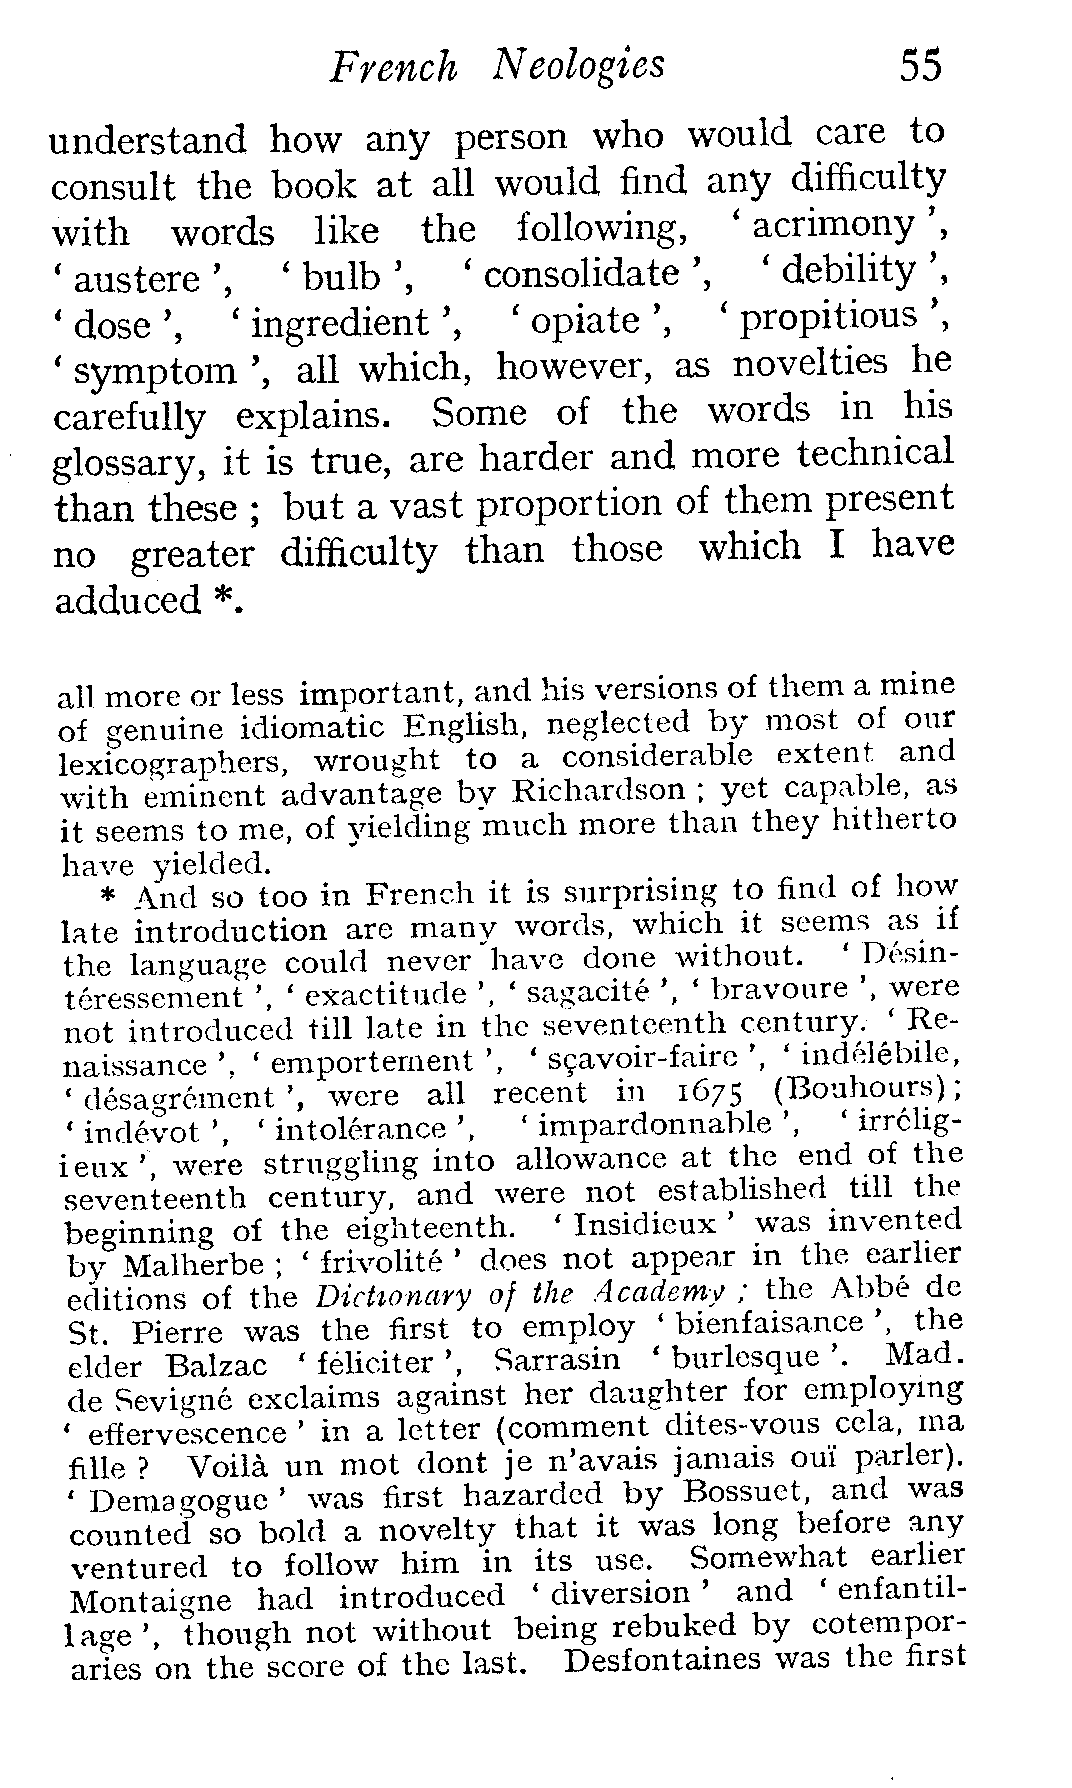 French Neologies 55
understand how any person who would care to
consult the book at all would find any difficulty
with words like the following, ‘ acrimony ’,
‘ austere ’, ‘ bulb ’, ‘ consolidate ’, ‘ debility ’,
‘ dose ’, ‘ ingredient ’, ‘ opiate ’, ‘ propitious ’,
‘ symptom ’, all which, however, as novelties he
carefully explains. Some of the words in his
glossary, it is true, are harder and more technical
than these ; but a vast proportion of them present
no greater difficulty than those which I have
adduced *.
all more or less important, and his versions of them a mine
of genuine idiomatic English, neglected by most of our
lexicographers, wrought to a considerable extent and
with eminent advantage by Richardson ; yet capable, as
it seems to me, of yielding much more than they hitherto
have yielded.
* And so too in French it is surprising to find of how
late introduction are many words, which it seems as if
the language could never have done without. ‘ Désin-
téressement ’, ‘ exactitude ’, ‘ sagacité ’, ‘ bravoure ’, were
not introduced till late in the seventeenth century. ‘ Re-
naissance ’, ‘ emportement ’, ‘ sçavoir-faire ’, ‘ indélébile,
‘ désagrément ’, were all recent in 1675 (Bouhours) ;
‘ indévot ’, ‘ intolérance ’, ‘ impardonnable ’, ‘ irrélig-
ieux ’, were struggling into allowance at the end of the
seventeenth century, and were not established till the
beginning of the eighteenth. ‘ Insidieux ’ was invented
by Malherbe ; ‘ frivolité ’ does not appear in the earlier
editions of the Dictionary of the Academy ; the Abbé de
St. Pierre was the first to employ ‘ bienfaisance ’, the
elder Balzac ‘ féliciter ’, Sarrasin ‘ burlesque ’. Mad.
de Sevigné exclaims against her daughter for employing
‘ effervescence ’ in a letter (comment dites-vous cela, ma
fille ? Voilà un mot dont je n’avais jamais ouï parler).
‘ Demagogue ’ was first hazarded by Bossuet, and was
counted so bold a novelty that it was long before any
ventured to follow him in its use. Somewhat earlier
Montaigne had introduced ‘ diversion ’ and ‘ enfantil-
lage ’, though not without being rebuked by cotempor-
aries on the score of the last. Desfontaines was the first